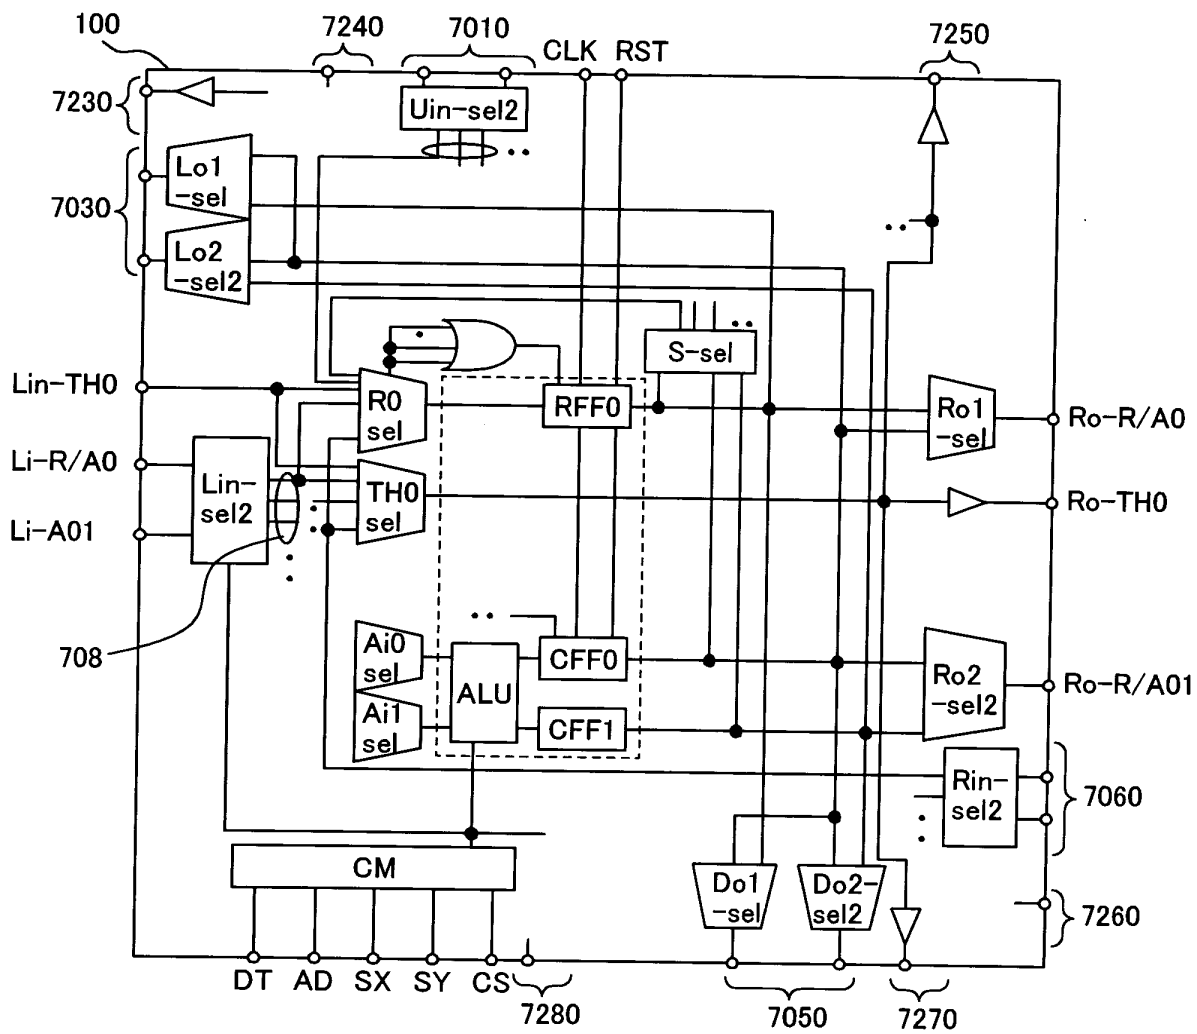 7240
7010
7250
100
CLK
RST
7230
Uin-sel2
Lo1
-sel
7030
Lo2
-sel2
S-sel
Lin-TH0
R0
sel
RFF0
Ro1
-sel
Ro-R/A0
Li-R/A0
Lin-
sel2
TH0
sel
Ro-TH0
Li-A01
708
Ai0
sel
ALU
CFF0
Ro2
-sel2
Ro-R/A01
Ai1
sel
CFF1
Rin-
sel2
7060
CM
Do1
-sel
Do2-
sel2
7260
DT
AD
SX
SY
CS
7280
7050
7270